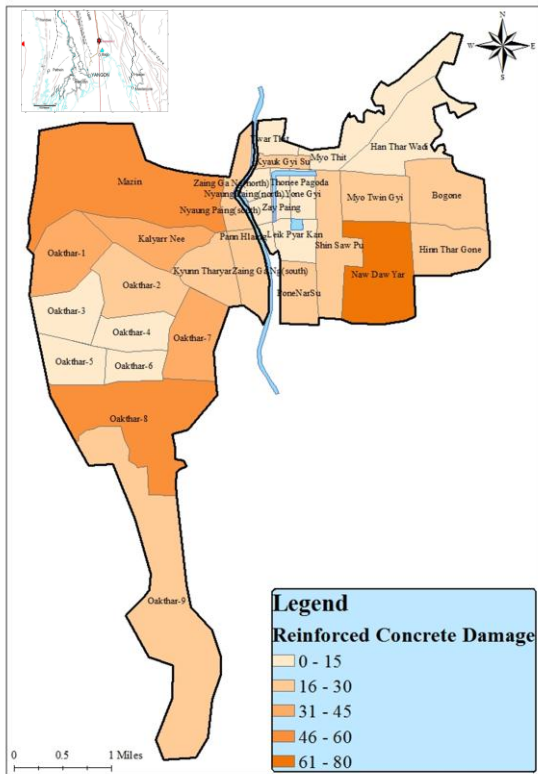 YANGON
N
W E
S
Twar Thar
Han Thar Wadi
Kyauk Gyi Su
Myo Thit
Mazin
Zaing Ga Ng(north)
Thonee Pagoda
Nyaung Paing(north)
Yone Gyi
Myo Twin Gyi
Bogone
Nyaung Paing(south)
Zay Paing
Oakthar-1
Kalyarr Nee
Pann Hlaing
Leik Pyar Kan
Shin Saw Pu
Hinn Thar Gone
Oakthar-2
Kyunn Tharyar
Zaing Ga Ng(south)
Naw Daw Yar
Oakthar-3
PoneNarSu
Oakthar-4
Oakthar-7
Oakthar-5
Oakthar-6
Oakthar-8
Oakthar-9
Legend
Reinforced Concrete Damage
0 - 15
16 - 30
31 - 45
46 - 60
61 - 80
0 0.5 1 Miles